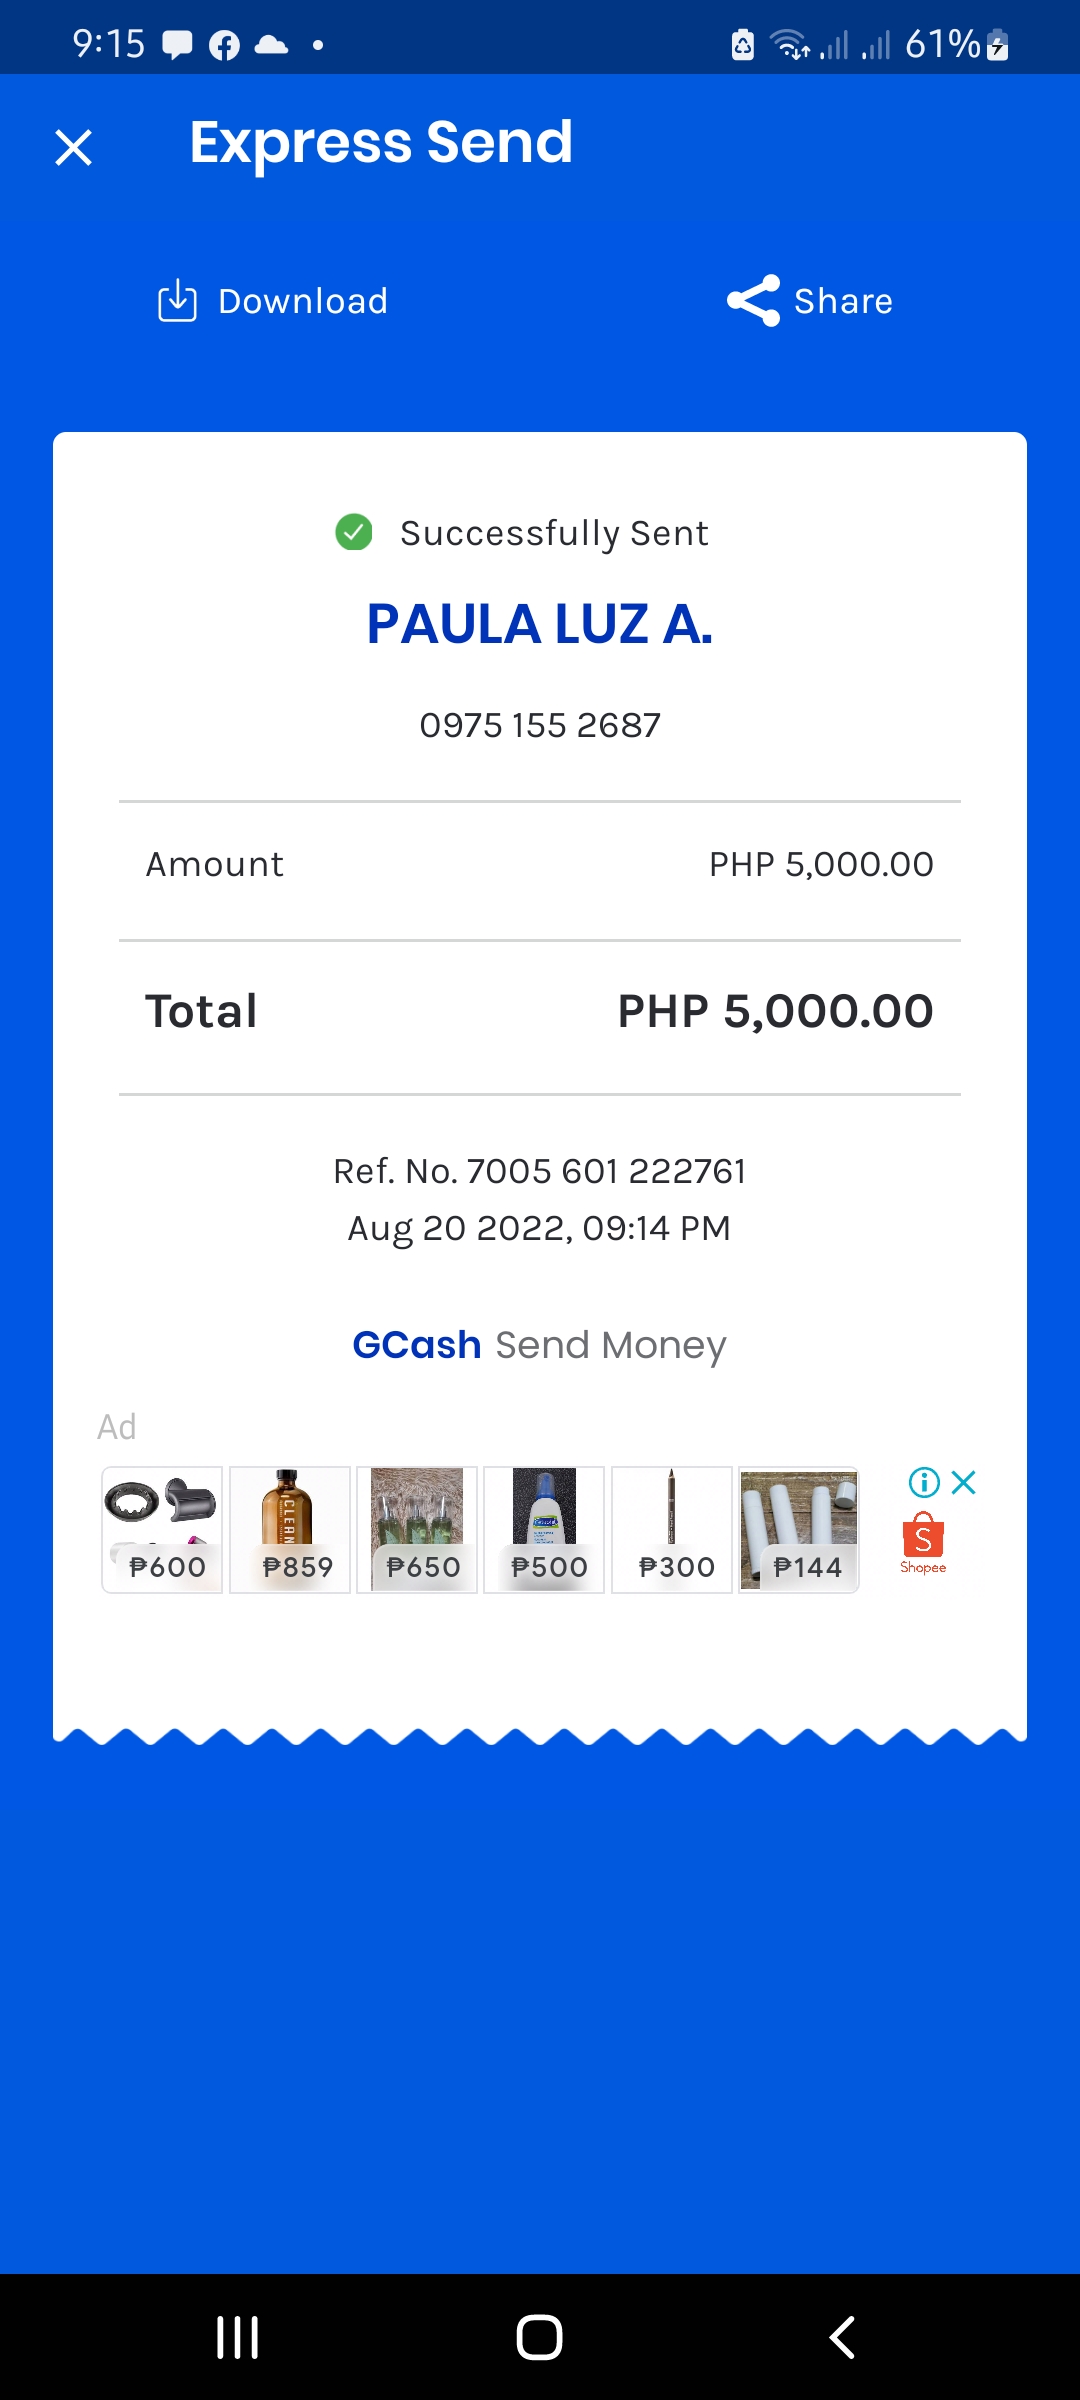 9:15 61%
Express Send
Download Share
Successfully Sent
PAULA LUZ A.
0975 155 2687
Amount PHP 5,000.00
Total PHP 5,000.00
Ref. No. 7005 601 222761
Aug 20 2022, 09:14 PM
GCash Send Money
Ad
CLEAN
₱600 ₱859 ₱650 ₱500 ₱300 ₱144
Shopee